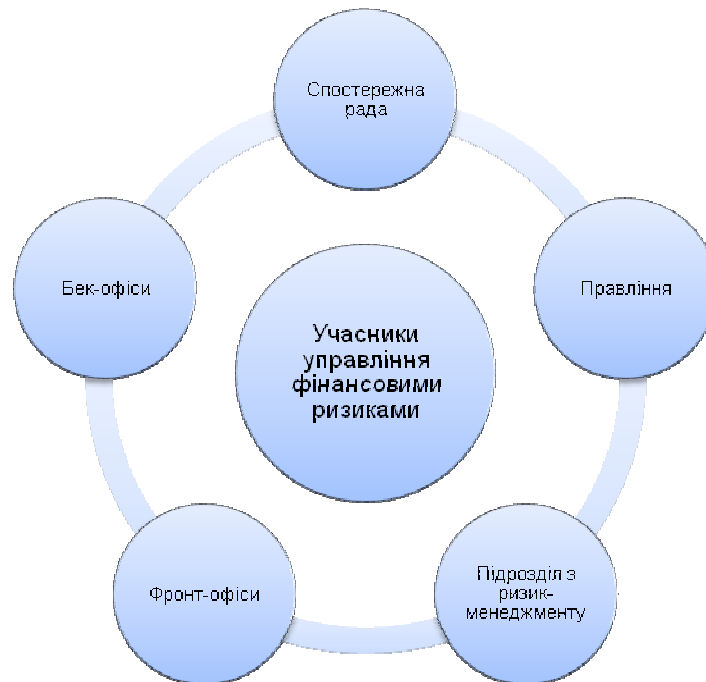 Спостережна
рада
Бек-офіси
Правління
Учасники
управління
фінансовими
ризиками
Фронт-офіси
Підрозділ з
ризик-
менеджменту